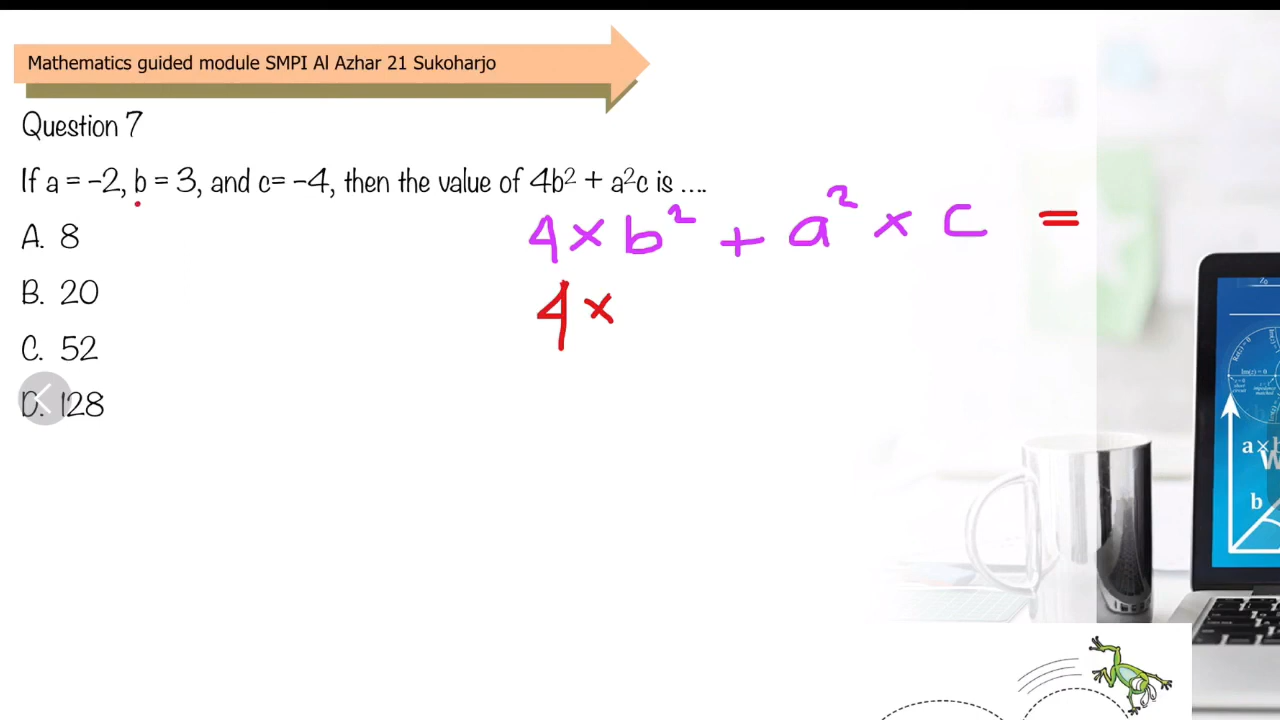 Mathematics guided module SMPI Al Azhar 21 Sukoharjo
Question 7
If a = -2, b = 3, and c= -4, then the value of 4b² + a²c is ....
4 × b² + a² × c =
4 ×
A. 8
B. 20
C. 52
D. 128
a×b
b